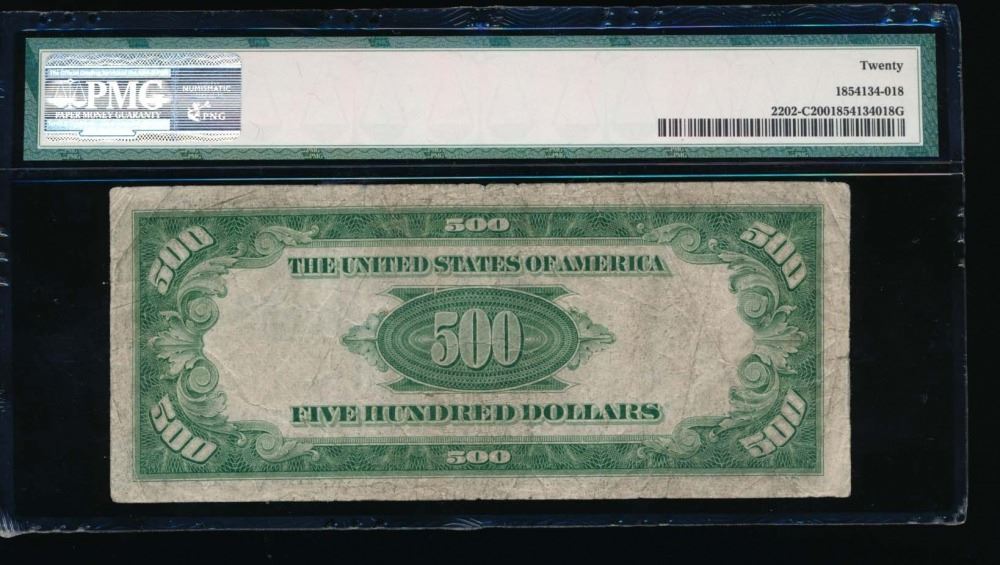 PMG
PAPER MONEY GUARANTY
NUMISMATIC
PNG
Twenty
1854134-018
2202-C2001854134018G
500
500
500
THE UNITED STATES OF AMERICA
500
FIVE HUNDRED DOLLARS
500
500
500